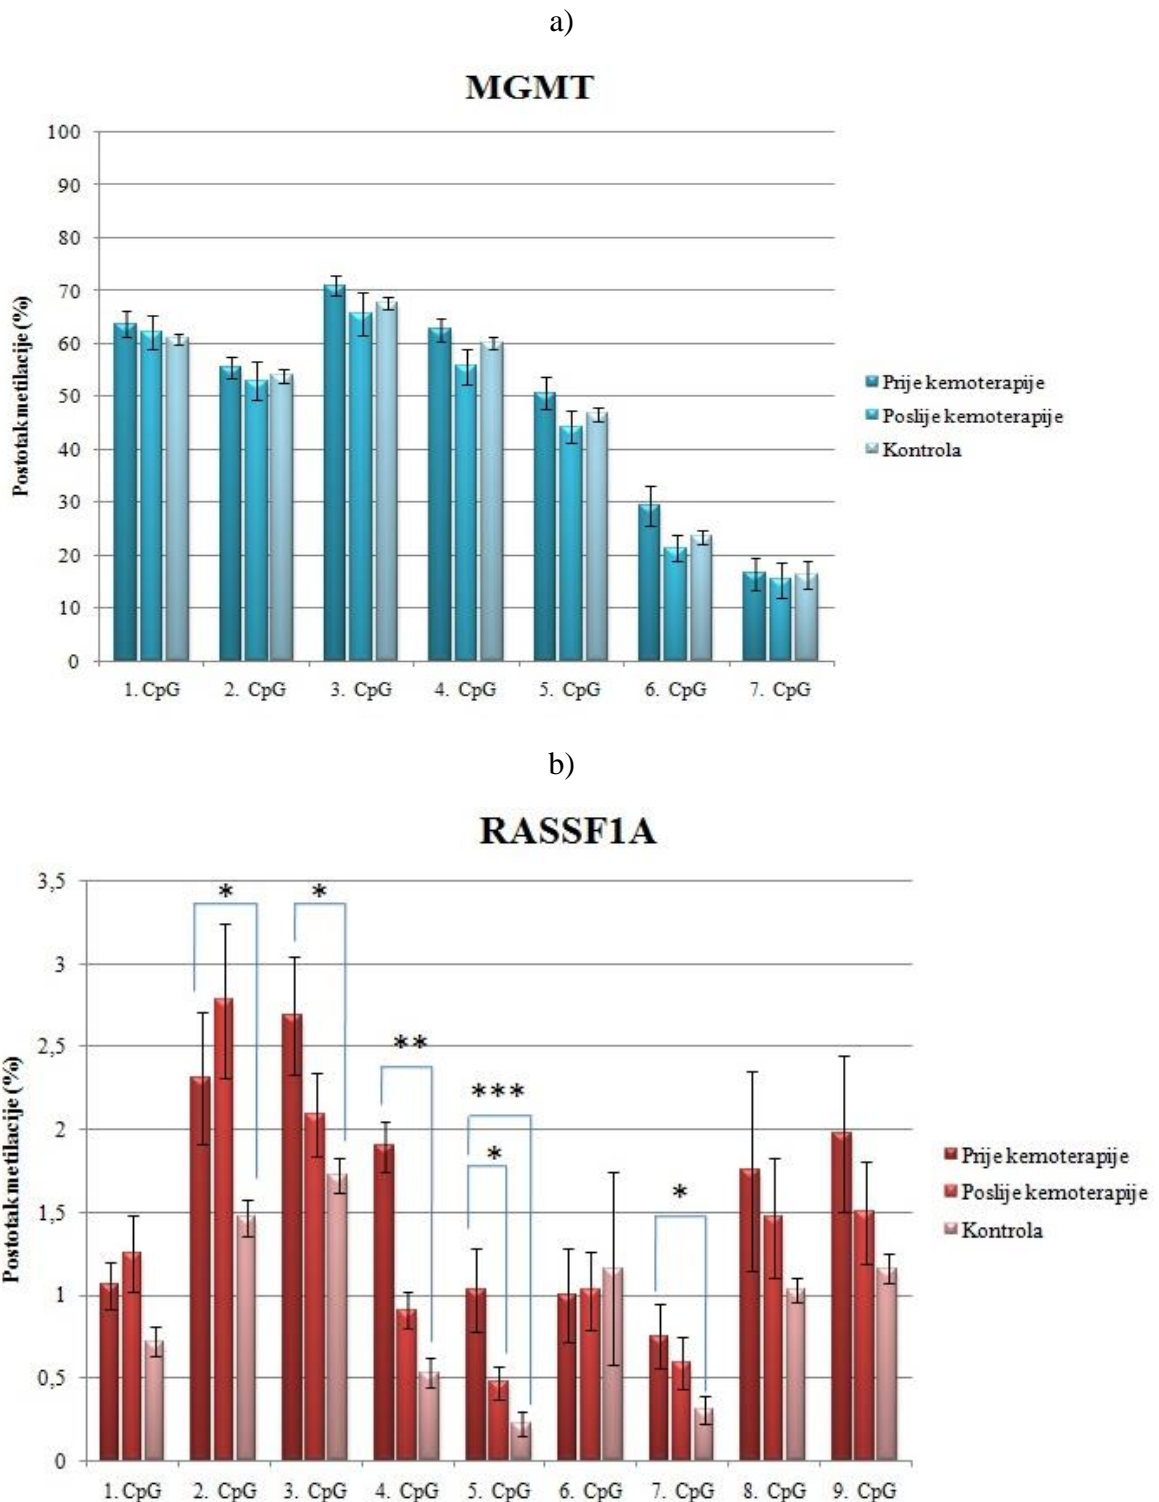 a)
MGMT
100
90
80
70
60
50
40
30
20
10
0
Postotak metilacije (%)
1. CpG 2. CpG 3. CpG 4. CpG 5. CpG 6. CpG 7. CpG
Prije kemoterapije
Poslije kemoterapije
Kontrola
b)
RASSF1A
3,5
3
2,5
2
1,5
1
0,5
0
Postotak metilacije (%)
* *
**
***
*
*
1. CpG 2. CpG 3. CpG 4. CpG 5. CpG 6. CpG 7. CpG 8. CpG 9. CpG
Prije kemoterapije
Poslije kemoterapije
Kontrola